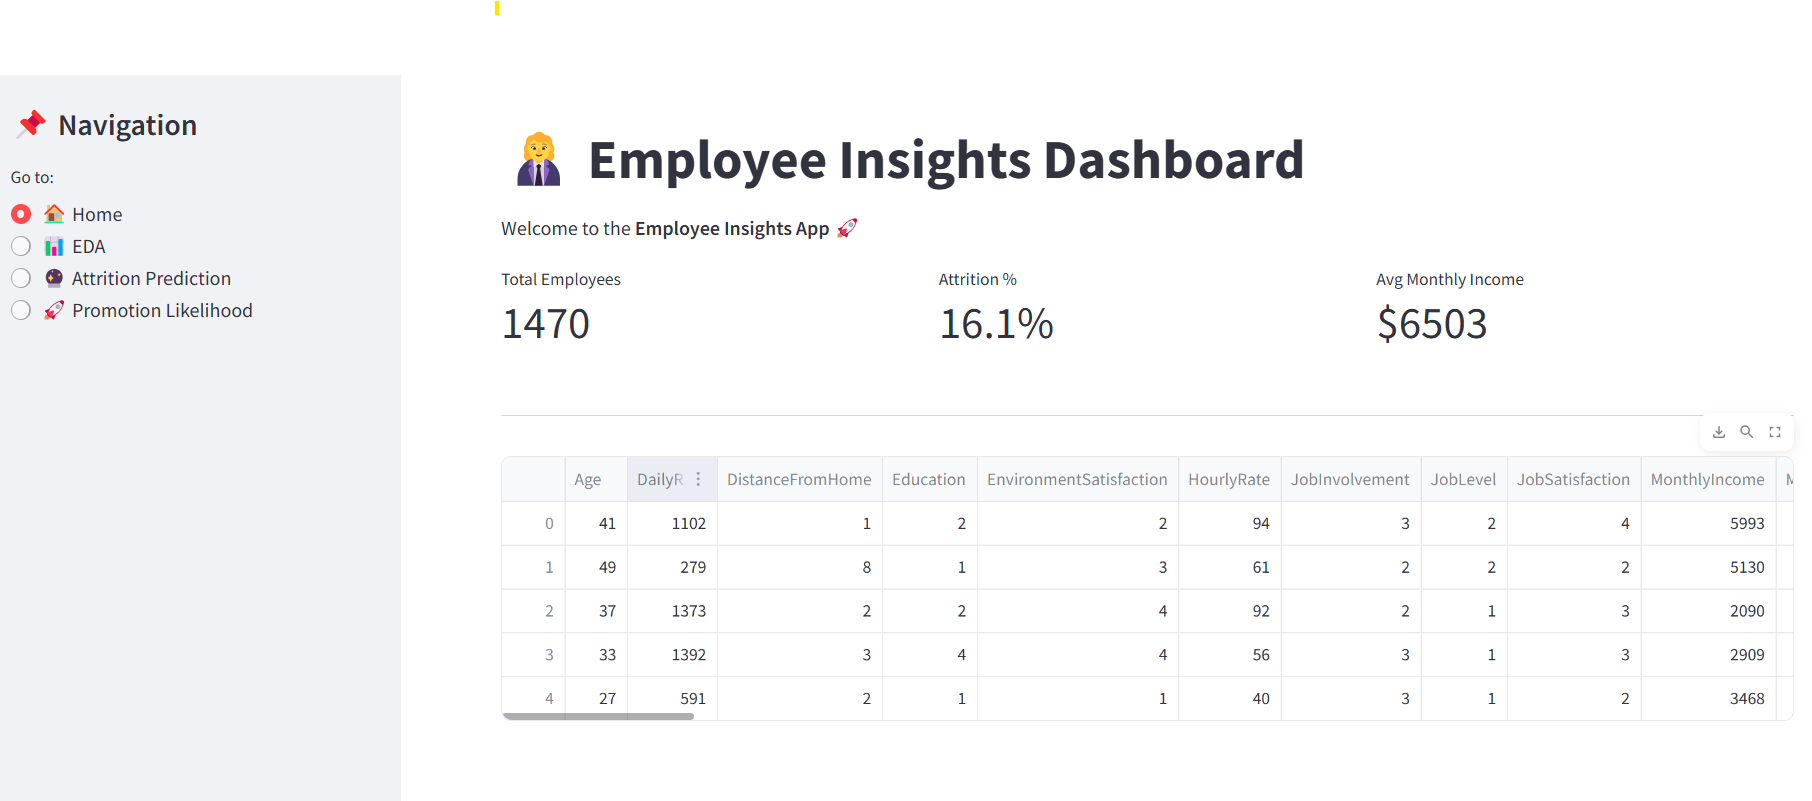 📌 Navigation
Go to:
🏠 Home
📊 EDA
🔮 Attrition Prediction
🚀 Promotion Likelihood
👩‍💼 Employee Insights Dashboard
Welcome to the Employee Insights App 🚀
Total Employees Attrition % Avg Monthly Income
1470 16.1% $6503
Age DailyR DistanceFromHome Education EnvironmentSatisfaction HourlyRate JobInvolvement JobLevel JobSatisfaction MonthlyIncome
0 41 1102 1 2 2 94 3 2 4 5993
1 49 279 8 1 3 61 2 2 2 5130
2 37 1373 2 2 4 92 2 1 3 2090
3 33 1392 3 4 4 56 3 1 3 2909
4 27 591 2 1 1 40 3 1 2 3468